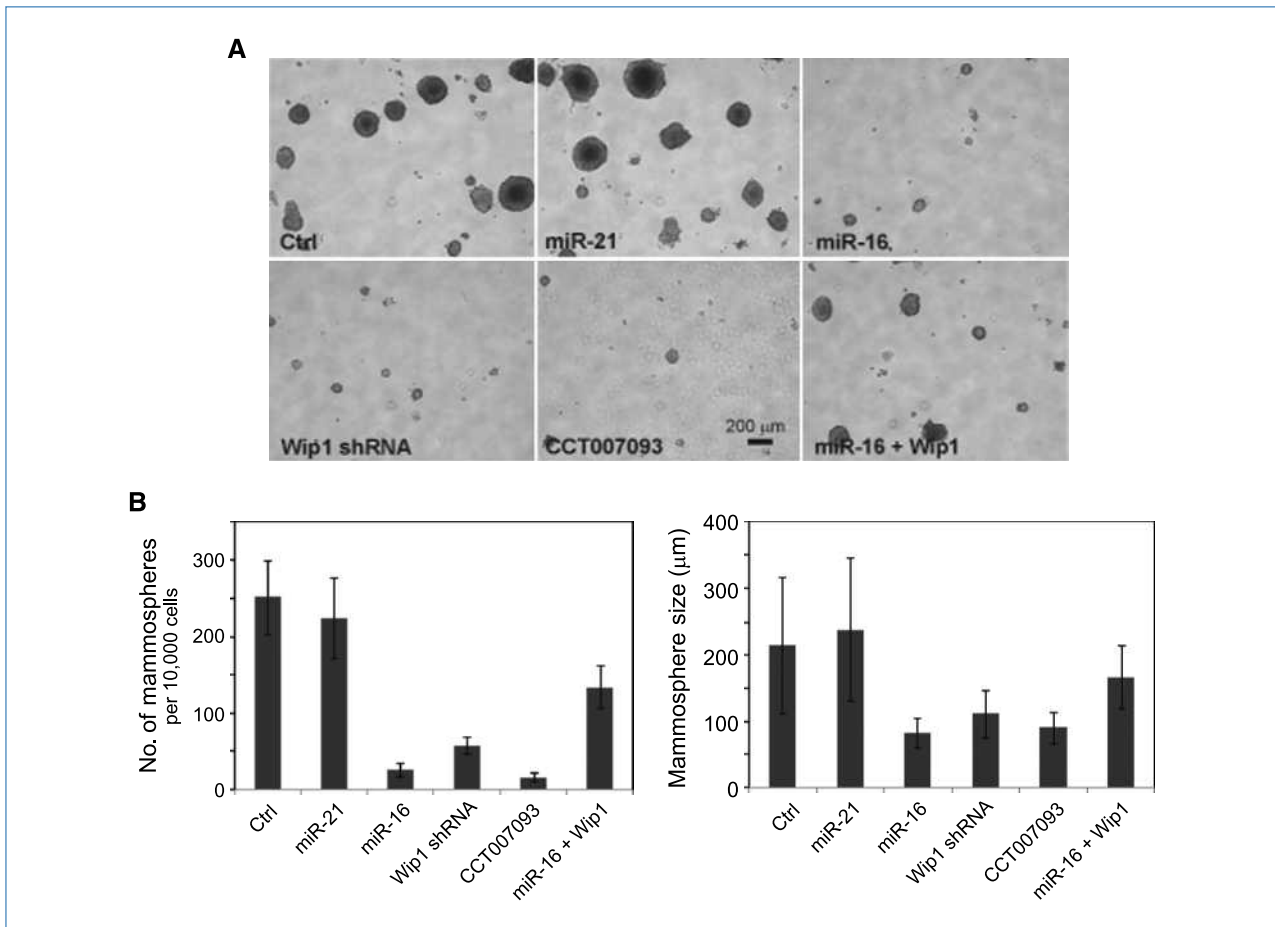 A
Ctrl
miR-21
miR-16
Wip1 shRNA
CCT007093
200 µm
miR-16 + Wip1
B
No. of mammospheres
per 10,000 cells
300
200
100
0
Ctrl
miR-21
miR-16
Wip1 shRNA
CCT007093
miR-16 + Wip1
Mammosphere size (µm)
400
300
200
100
0
Ctrl
miR-21
miR-16
Wip1 shRNA
CCT007093
miR-16 + Wip1